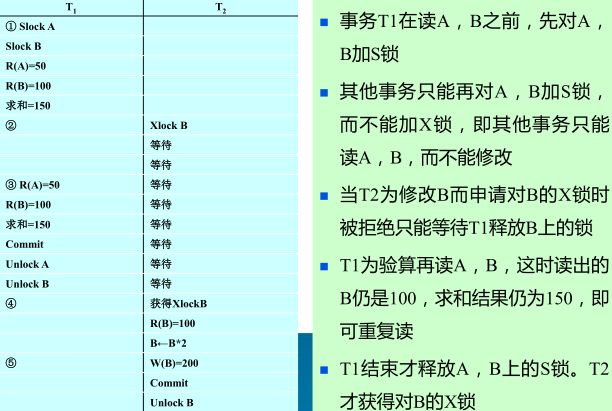 T1 T2
① Slock A
Slock B
R(A)=50
R(B)=100
求和=150
② Xlock B
等待
等待
③ R(A)=50 等待
R(B)=100 等待
求和=150 等待
Commit 等待
Unlock A 等待
Unlock B 等待
④ 获得XlockB
R(B)=100
B←B*2
⑤ W(B)=200
Commit
Unlock B
事务T1在读A，B之前，先对A，
B加S锁
其他事务只能再对A，B加S锁，
而不能加X锁，即其他事务只能
读A，B，而不能修改
当T2为修改B而申请对B的X锁时
被拒绝只能等待T1释放B上的锁
T1为验算再读A，B，这时读出的
B仍是100，求和结果仍为150，即
可重复读
T1结束才释放A，B上的S锁。T2
才获得对B的X锁